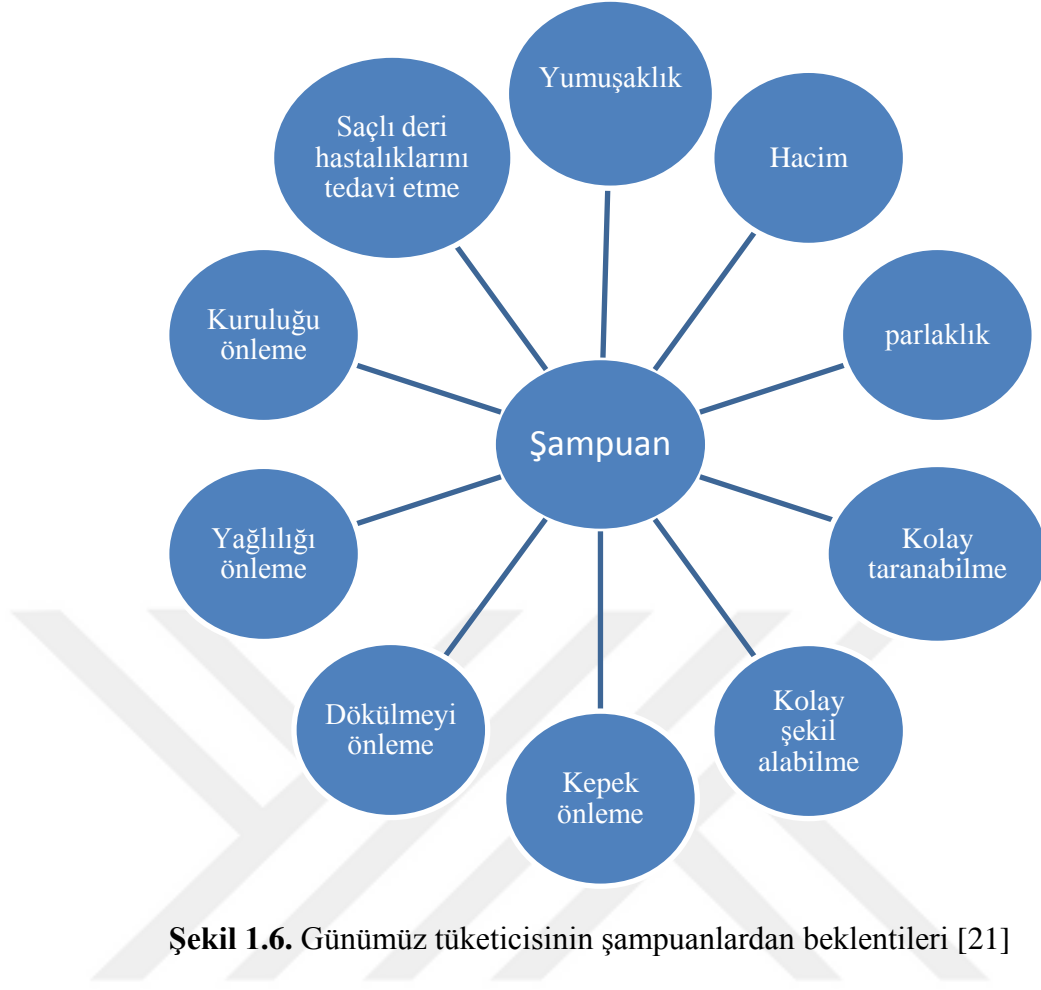 Yumuşaklık
Hacim
parlaklık
Kolay
taranabilme
Kolay
şekil
alabilme
Kepek
önleme
Dökülmeyi
önleme
Yağlılığı
önleme
Kuruluğu
önleme
Saçlı deri
hastalıklarını
tedavi etme
Şampuan
Şekil 1.6. Günümüz tüketicisinin şampuanlardan beklentileri [21]